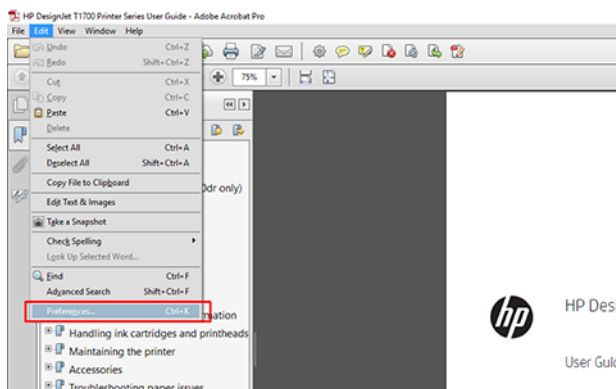 HP DesignJet T1700 Printer Series User Guide - Adobe Acrobat Pro
File Edit View Window Help
Undo Ctrl+Z
Redo Shift+Ctrl+Z
75%
Cut Ctrl+X
Copy Ctrl+C
Paste Ctrl+V
Delete
Select All Ctrl+A
Deselect All Shift+Ctrl+A
Copy File to Clipboard
0dr only)
Edit Text & Images
Take a Snapshot
Check Spelling
Look Up Selected Word...
Find Ctrl+F
Advanced Search Shift+Ctrl+F
Preferences... Ctrl+K
mation
hp
HP Des
Handling ink cartridges and printheads
Maintaining the printer
Accessories
User Guid
Troubleshooting paper issues